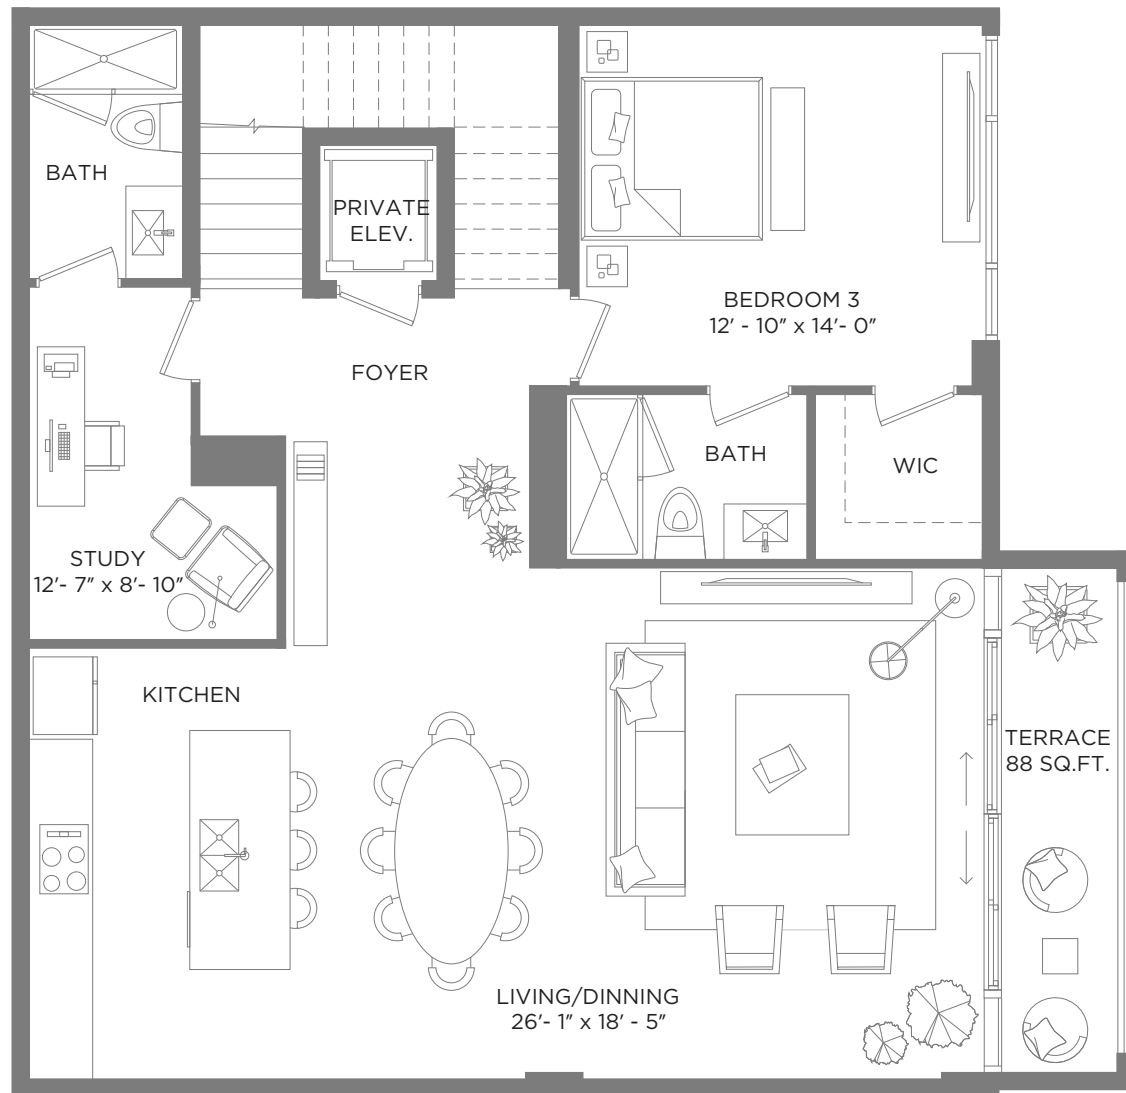 BATH
PRIVATE
ELEV.
BEDROOM 3
12' - 10" x 14'- 0"
FOYER
BATH
WIC
STUDY
12'- 7" x 8'- 10"
KITCHEN
TERRACE
88 SQ.FT.
LIVING/DINNING
26'- 1" x 18' - 5"